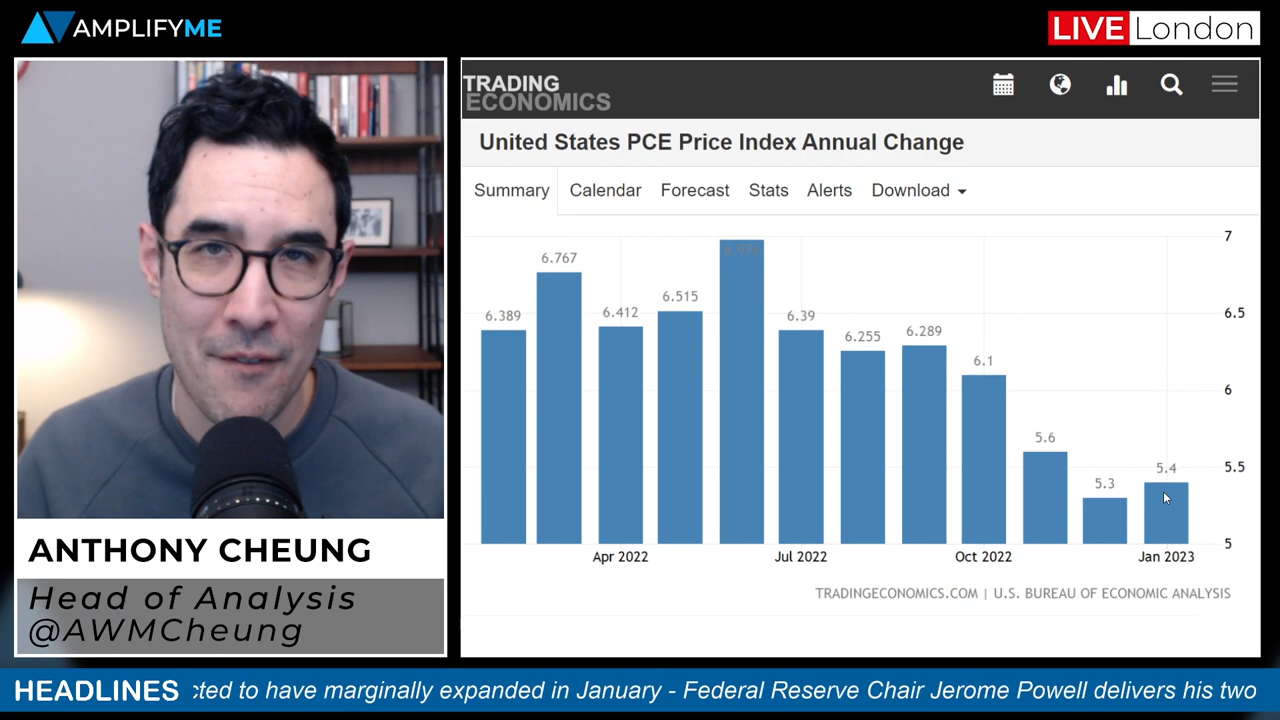 AMPLIFYME
LIVE London
TRADING
ECONOMICS
United States PCE Price Index Annual Change
Summary Calendar Forecast Stats Alerts Download
7
6.767
6.515
6.389 6.412 6.39 6.5
6.255 6.289
6.1
6
5.6
5.4 5.5
5.3
5
Apr 2022 Jul 2022 Oct 2022 Jan 2023
TRADINGECONOMICS.COM | U.S. BUREAU OF ECONOMIC ANALYSIS
ANTHONY CHEUNG
Head of Analysis
@AWMCheung
HEADLINES cted to have marginally expanded in January - Federal Reserve Chair Jerome Powell delivers his two